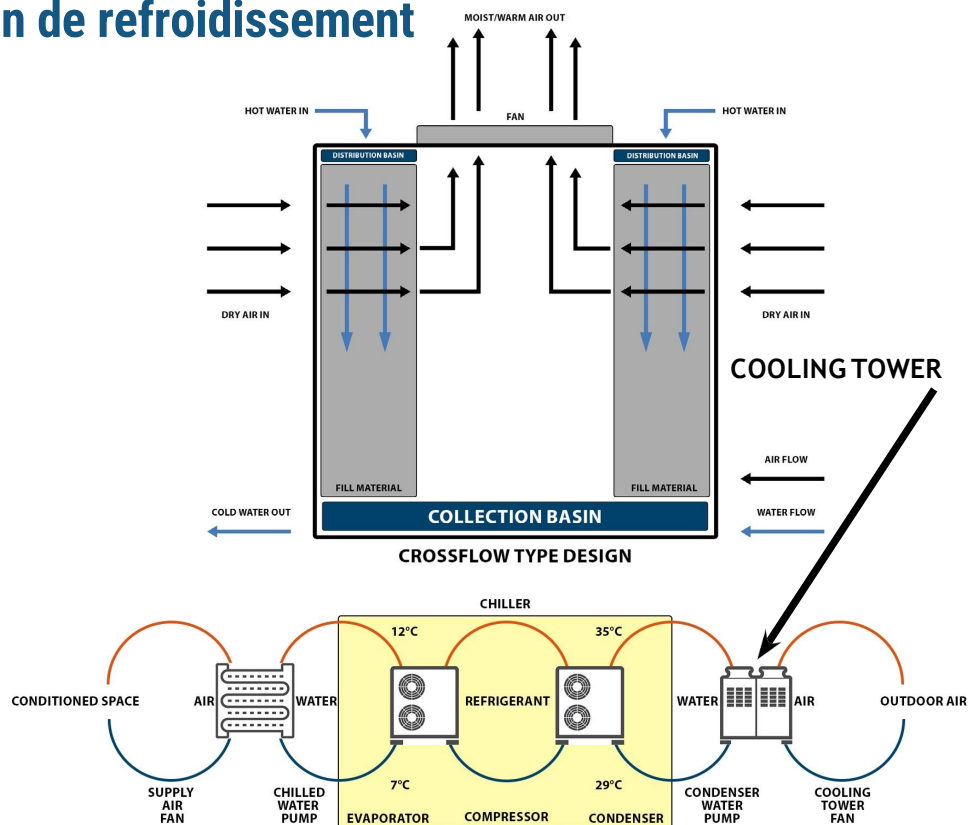 n de refroidissement
MOIST/WARM AIR OUT
HOT WATER IN
FAN
HOT WATER IN
DISTRIBUTION BASIN
DISTRIBUTION BASIN
DRY AIR IN
DRY AIR IN
COOLING TOWER
AIR FLOW
FILL MATERIAL
FILL MATERIAL
COLD WATER OUT
COLLECTION BASIN
WATER FLOW
CROSSFLOW TYPE DESIGN
CHILLER
12°C
35°C
CONDITIONED SPACE
AIR
WATER
REFRIGERANT
WATER
AIR
OUTDOOR AIR
7°C
29°C
SUPPLY
AIR
FAN
CHILLED
WATER
PUMP
EVAPORATOR
COMPRESSOR
CONDENSER
CONDENSER
WATER
PUMP
COOLING
TOWER
FAN